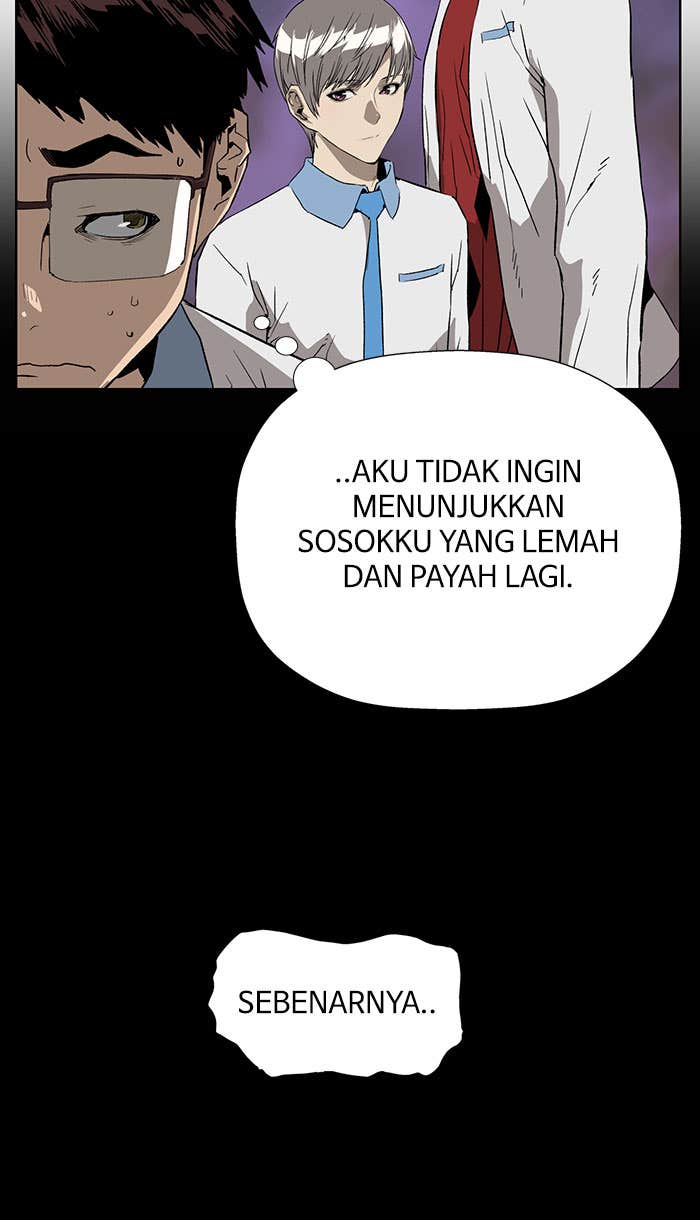 ..AKU TIDAK INGIN
MENUNJUKKAN
SOSOKKU YANG LEMAH
DAN PAYAH LAGI.
SEBENARNYA..